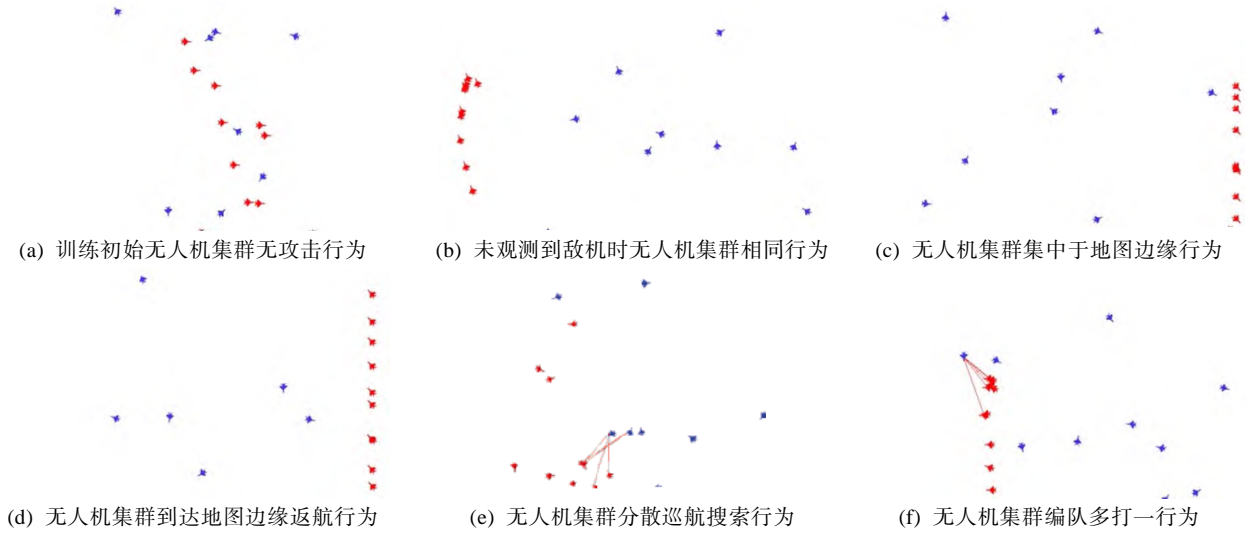 (a) 训练初始无人机集群无攻击行为
(b) 未观测到敌机时无人机集群相同行为
(c) 无人机集群集中于地图边缘行为
(d) 无人机集群到达地图边缘返航行为
(e) 无人机集群分散巡航搜索行为
(f) 无人机集群编队多打一行为